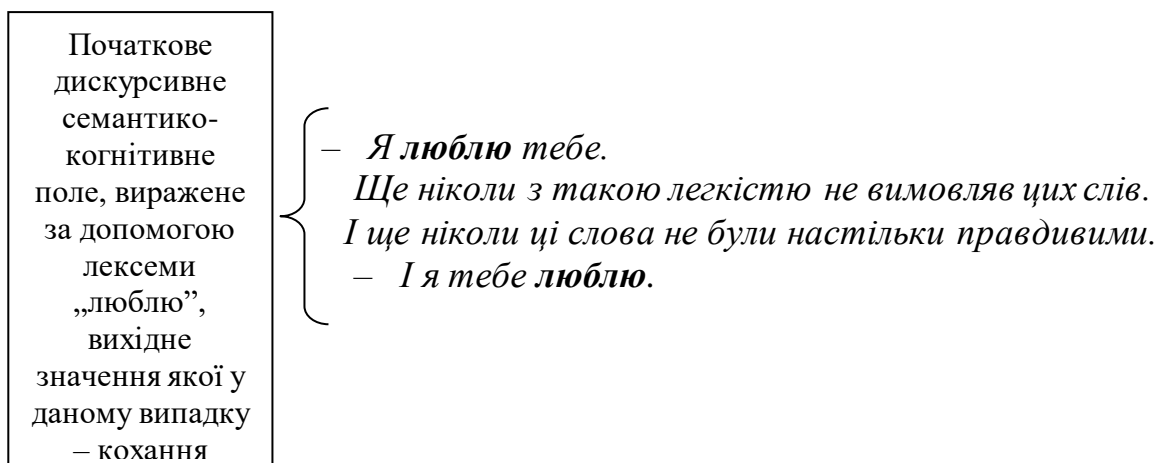 Початкове
дискурсивне
семантико-
когнітивне
поле, виражене
за допомогою
лексеми
„люблю”,
вихідне
значення якої у
даному випадку
– кохання
– Я люблю тебе.
Ще ніколи з такою легкістю не вимовляв цих слів.
І ще ніколи ці слова не були настільки правдивими.
– І я тебе люблю.